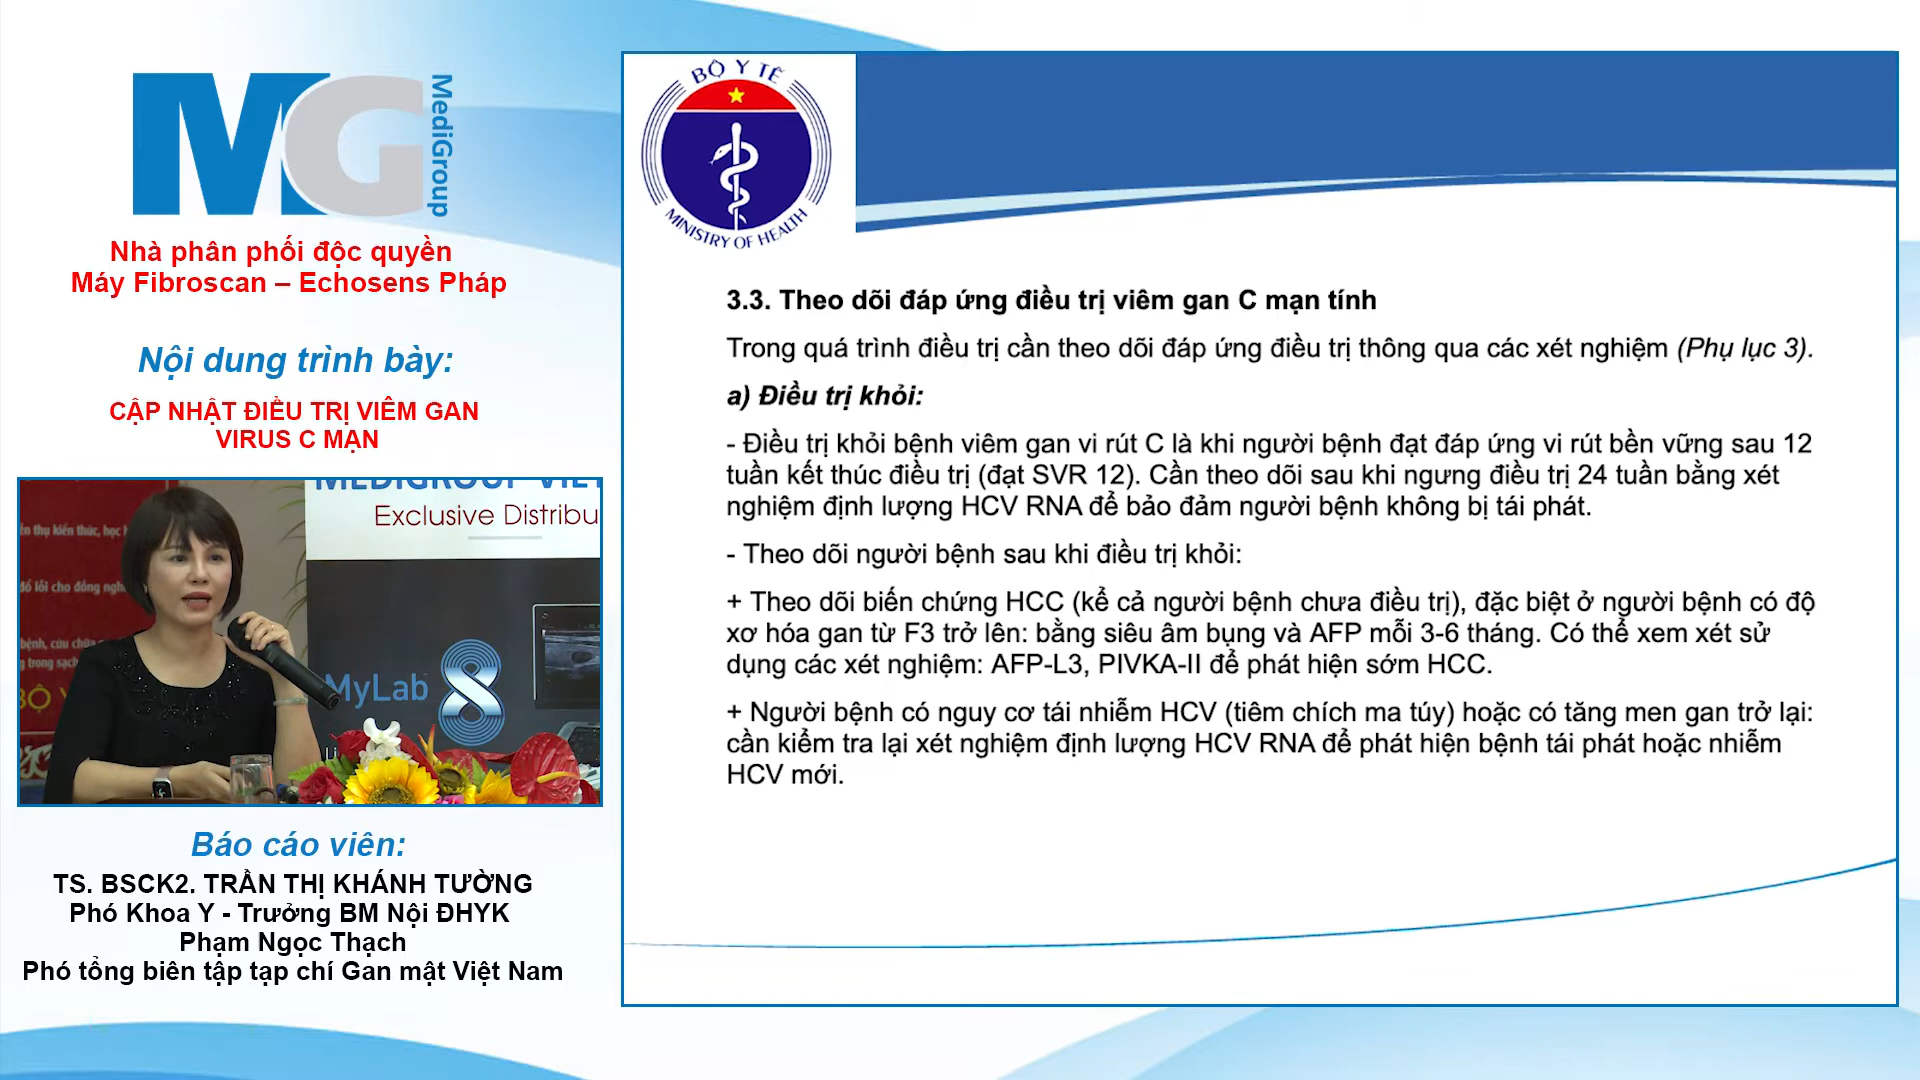 MG
MediGroup
Nhà phân phối độc quyền
Máy Fibroscan – Echosens Pháp
Nội dung trình bày:
CẬP NHẬT ĐIỀU TRỊ VIÊM GAN
VIRUS C MẠN
Exclusive Distribu
MyLab 8
Báo cáo viên:
TS. BSCK2. TRẦN THỊ KHÁNH TƯỜNG
Phó Khoa Y - Trưởng BM Nội ĐHYK
Phạm Ngọc Thạch
Phó tổng biên tập tạp chí Gan mật Việt Nam
BỘ Y TẾ
MINISTRY OF HEALTH
3.3. Theo dõi đáp ứng điều trị viêm gan C mạn tính
Trong quá trình điều trị cần theo dõi đáp ứng điều trị thông qua các xét nghiệm (Phụ lục 3).
a) Điều trị khỏi:
- Điều trị khỏi bệnh viêm gan vi rút C là khi người bệnh đạt đáp ứng vi rút bền vững sau 12
tuần kết thúc điều trị (đạt SVR 12). Cần theo dõi sau khi ngưng điều trị 24 tuần bằng xét
nghiệm định lượng HCV RNA để bảo đảm người bệnh không bị tái phát.
- Theo dõi người bệnh sau khi điều trị khỏi:
+ Theo dõi biến chứng HCC (kể cả người bệnh chưa điều trị), đặc biệt ở người bệnh có độ
xơ hóa gan từ F3 trở lên: bằng siêu âm bụng và AFP mỗi 3-6 tháng. Có thể xem xét sử
dụng các xét nghiệm: AFP-L3, PIVKA-II để phát hiện sớm HCC.
+ Người bệnh có nguy cơ tái nhiễm HCV (tiêm chích ma túy) hoặc có tăng men gan trở lại:
cần kiểm tra lại xét nghiệm định lượng HCV RNA để phát hiện bệnh tái phát hoặc nhiễm
HCV mới.